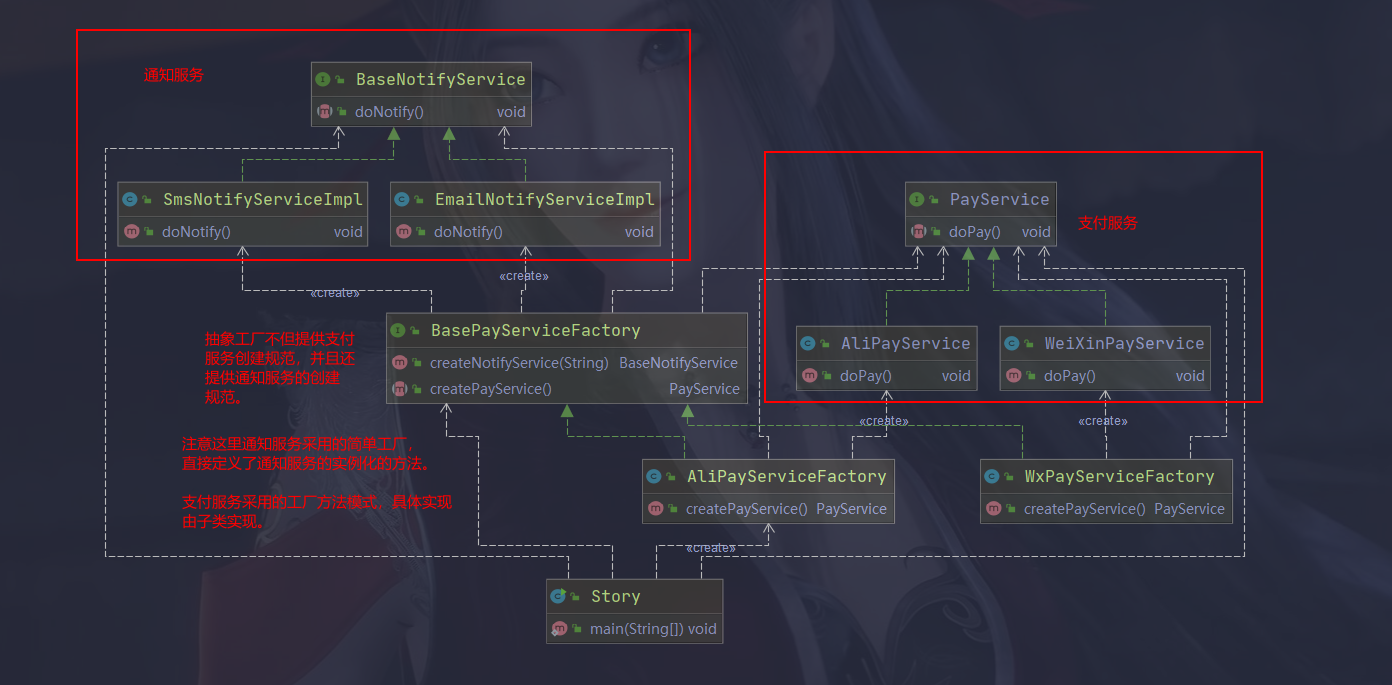 通知服务
BaseNotifyService
doNotify() void
SmsNotifyServiceImpl
doNotify() void
EmailNotifyServiceImpl
doNotify() void
PayService
doPay() void
支付服务
«create»
«create»
BasePayServiceFactory
createNotifyService(String) BaseNotifyService
createPayService() PayService
抽象工厂不但提供支付
服务创建规范，并且还
提供通知服务的创建
规范。
AliPayService
doPay() void
WeiXinPayService
doPay() void
«create»
«create»
注意这里通知服务采用的简单工厂，
直接定义了通知服务的实例化的方法。
支付服务采用的工厂方法模式，具体实现
由子类实现。
AliPayServiceFactory
createPayService() PayService
WxPayServiceFactory
createPayService() PayService
«create»
Story
main(String[]) void